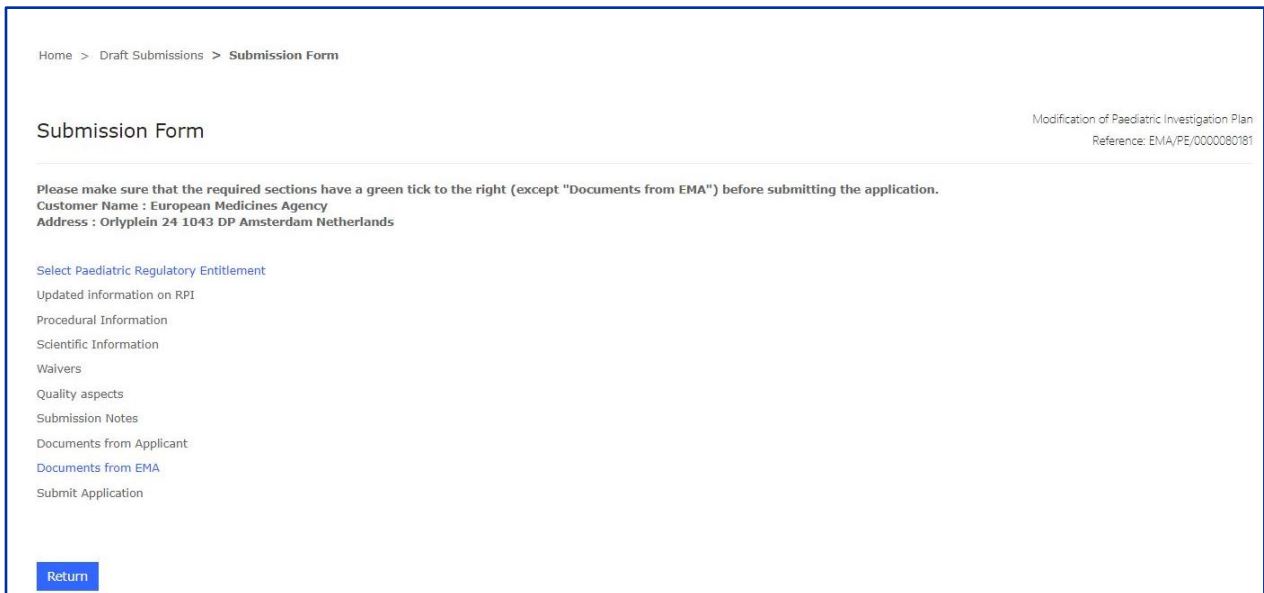 Home > Draft Submissions > Submission Form
Submission Form
Modification of Paediatric Investigation Plan
Reference: EMA/PE/0000080181
Please make sure that the required sections have a green tick to the right (except "Documents from EMA") before submitting the application.
Customer Name : European Medicines Agency
Address : Orlyplein 24 1043 DP Amsterdam Netherlands
Select Paediatric Regulatory Entitlement
Updated information on RPI
Procedural Information
Scientific Information
Waivers
Quality aspects
Submission Notes
Documents from Applicant
Documents from EMA
Submit Application
Return